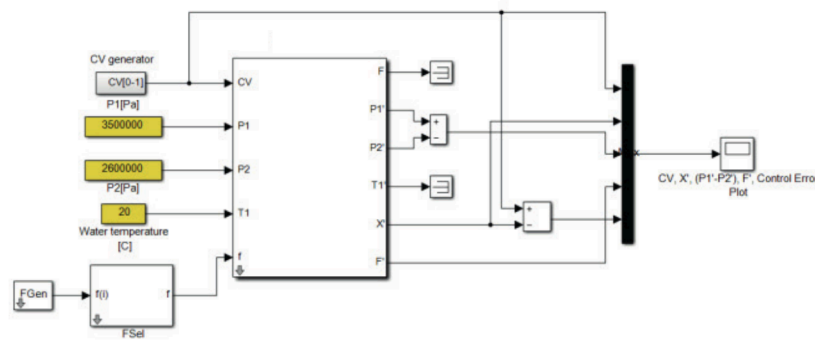 CV generator
CV[0-1]
P1[Pa]
3500000
2600000
P2[Pa]
20
Water temperature
[C]
FGen
f(i)
f
FSel
CV
P1
P2
T1
f
F
P1'
P2'
T1'
X'
F'
+
−
+
−
x
CV, X', (P1'-P2'), F', Control Erro
Plot